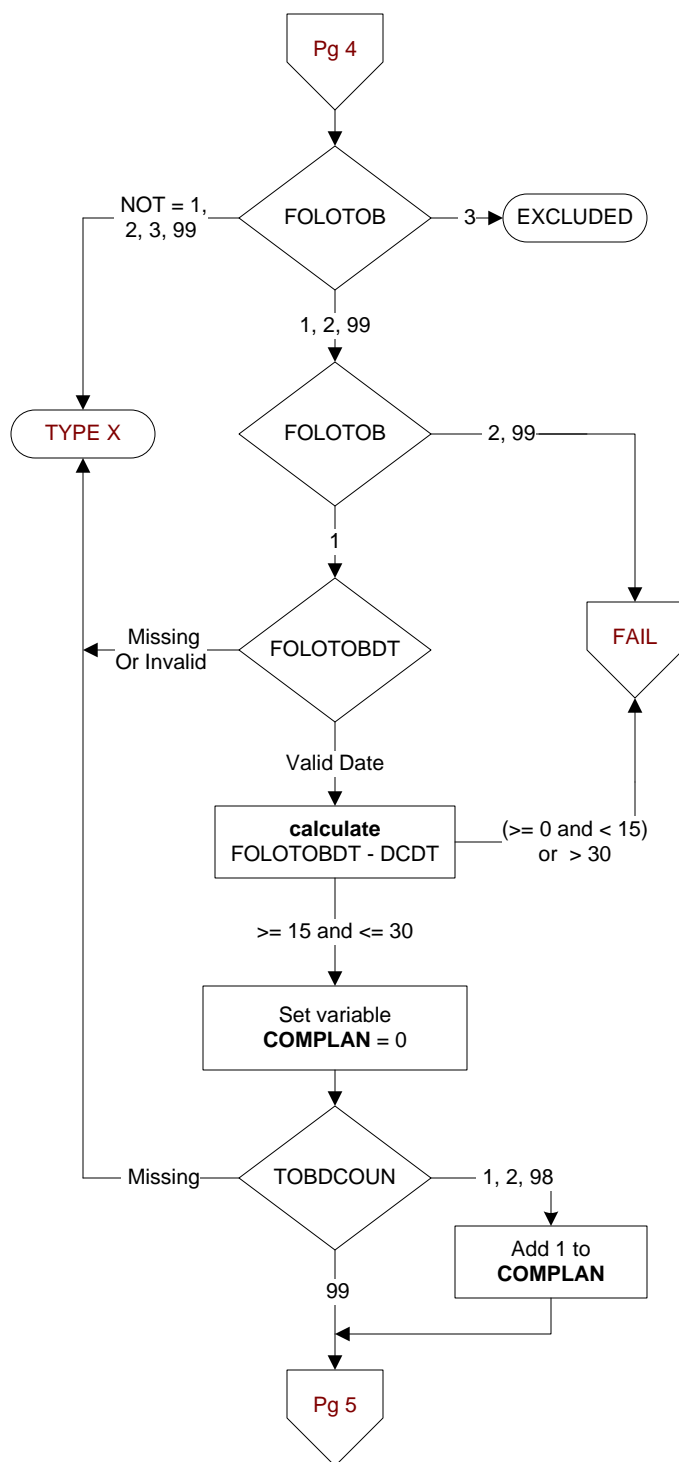 Pg 4
NOT = 1,
2, 3, 99
FOLOTOB
3
EXCLUDED
1, 2, 99
TYPE X
FOLOTOB
2, 99
1
Missing
Or Invalid
FOLOTOBDT
FAIL
Valid Date
calculate
FOLOTOBDT - DCDT
(>= 0 and < 15)
or > 30
>= 15 and <= 30
Set variable
COMPLAN = 0
Missing
TOBDCOUN
1, 2, 98
Add 1 to
COMPLAN
99
Pg 5